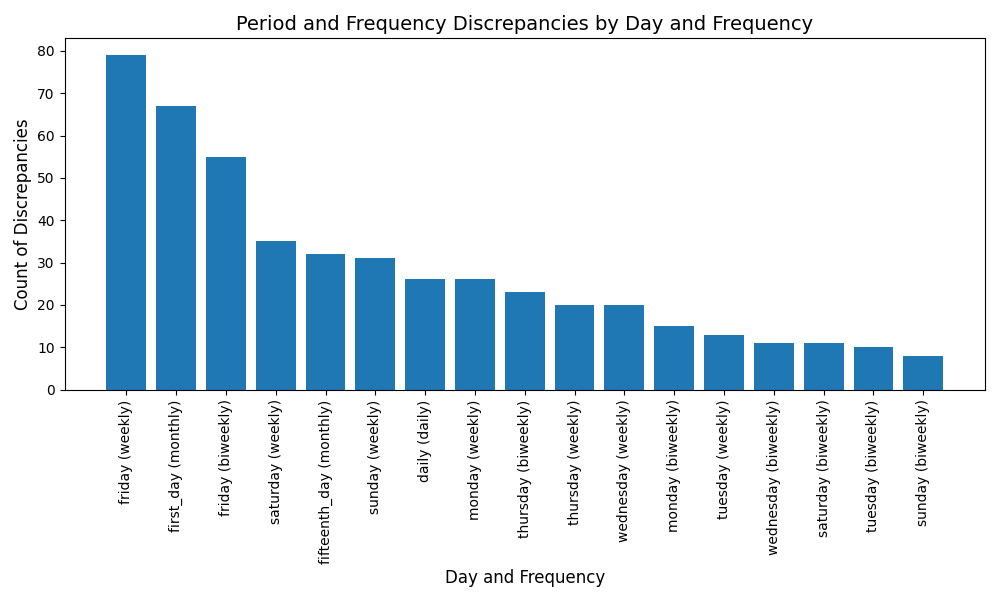 Period and Frequency Discrepancies by Day and Frequency
Count of Discrepancies
80
70
60
50
40
30
20
10
0
friday (weekly)
first_day (monthly)
friday (biweekly)
saturday (weekly)
fifteenth_day (monthly)
sunday (weekly)
daily (daily)
monday (weekly)
thursday (biweekly)
thursday (weekly)
wednesday (weekly)
monday (biweekly)
tuesday (weekly)
wednesday (biweekly)
saturday (biweekly)
tuesday (biweekly)
sunday (biweekly)
Day and Frequency